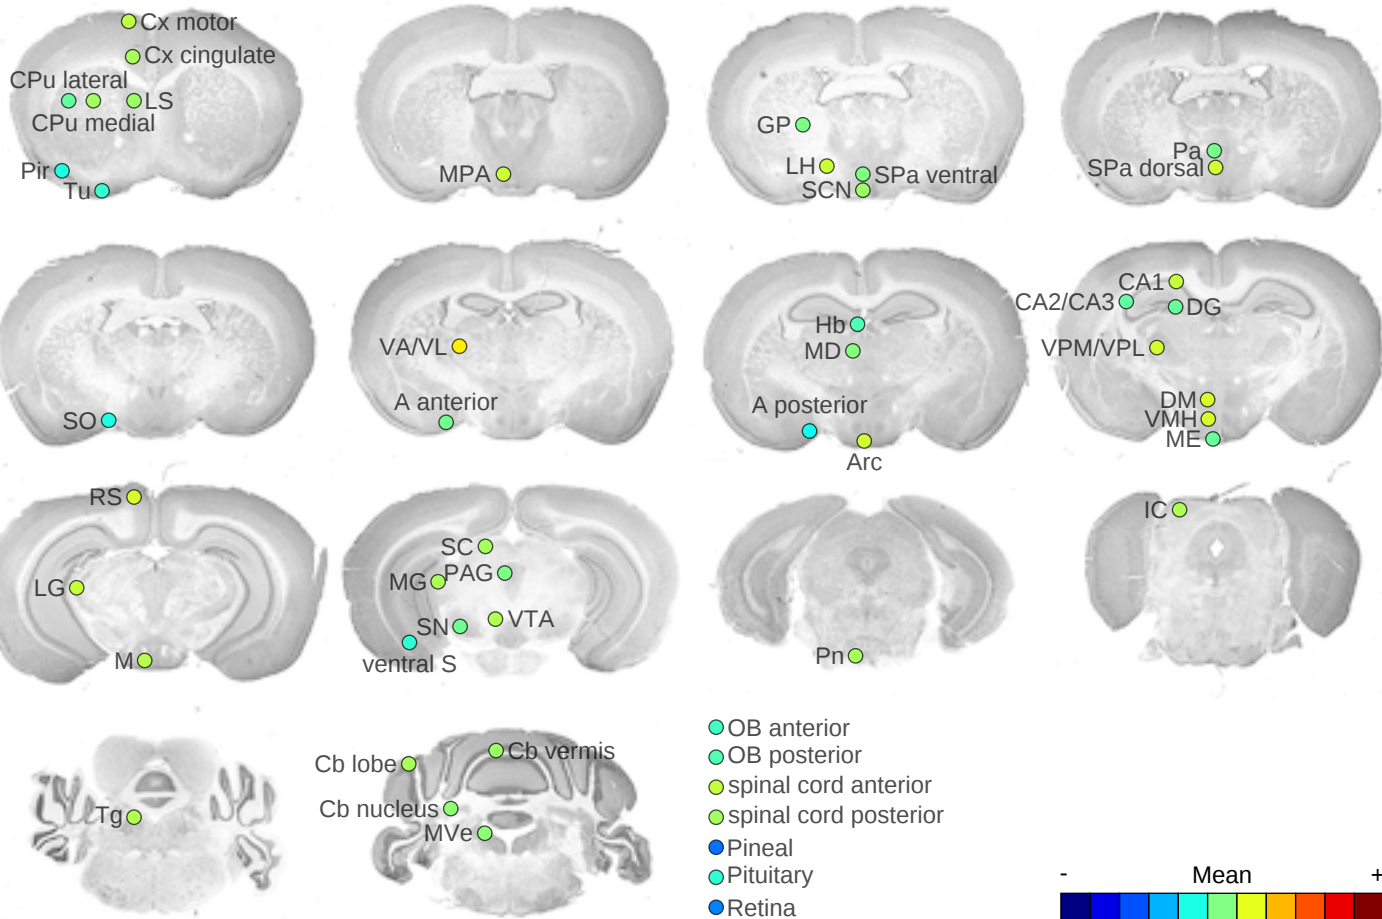 Cx motor
Cx cingulate
CPu lateral
LS
CPu medial
Pir
Tu
MPA
GP
LH
SPa ventral
SCN
Pa
SPa dorsal
SO
VA/VL
A anterior
Hb
MD
A posterior
Arc
CA1
CA2/CA3
DG
VPM/VPL
DM
VMH
ME
RS
LG
M
SC
PAG
MG
VTA
SN
ventral S
Pn
IC
Tg
Cb vermis
Cb lobe
Cb nucleus
MVe
OB anterior
OB posterior
spinal cord anterior
spinal cord posterior
Pineal
Pituitary
Retina
- Mean +